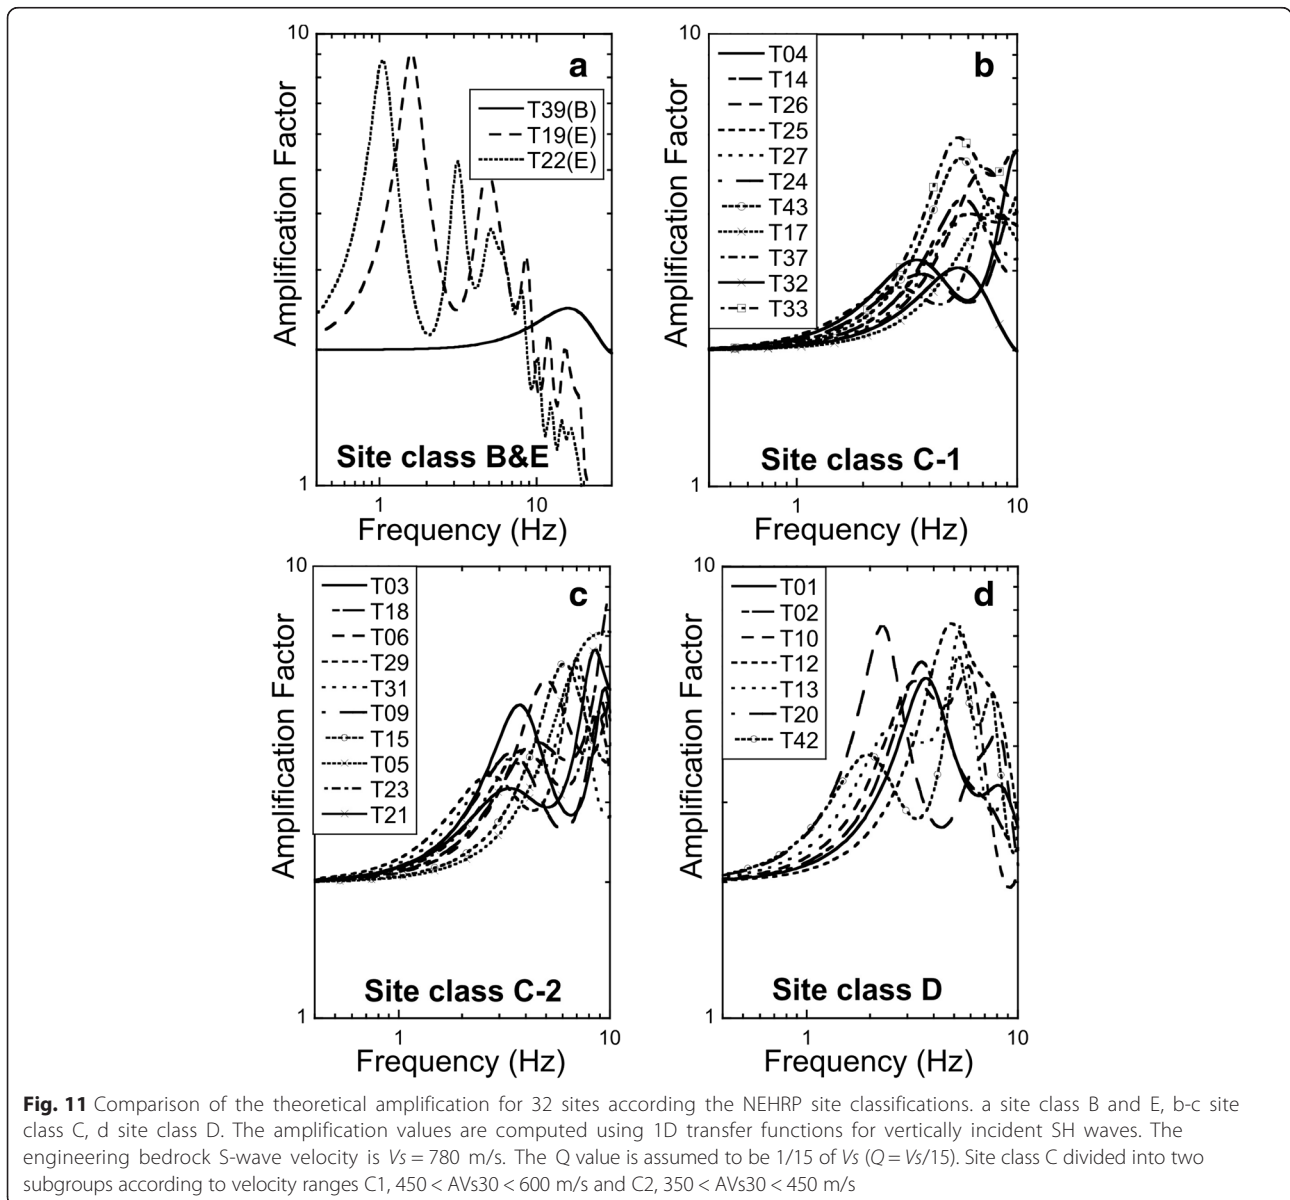 a
10
Amplification Factor
T39(B)
T19(E)
T22(E)
Site class B&E
1
1
10
Frequency (Hz)
b
10
Amplification Factor
T04
T14
T26
T25
T27
T24
T43
T17
T37
T32
T33
Site class C-1
1
1
10
Frequency (Hz)
c
10
Amplification Factor
T03
T18
T06
T29
T31
T09
T15
T05
T23
T21
Site class C-2
1
1
10
Frequency (Hz)
d
10
Amplification Factor
T01
T02
T10
T12
T13
T20
T42
Site class D
1
1
10
Frequency (Hz)
Fig. 11 Comparison of the theoretical amplification for 32 sites according the NEHRP site classifications. a site class B and E, b-c site
class C, d site class D. The amplification values are computed using 1D transfer functions for vertically incident SH waves. The
engineering bedrock S-wave velocity is Vs = 780 m/s. The Q value is assumed to be 1/15 of Vs (Q = Vs/15). Site class C divided into two
subgroups according to velocity ranges C1, 450 < AVs30 < 600 m/s and C2, 350 < AVs30 < 450 m/s